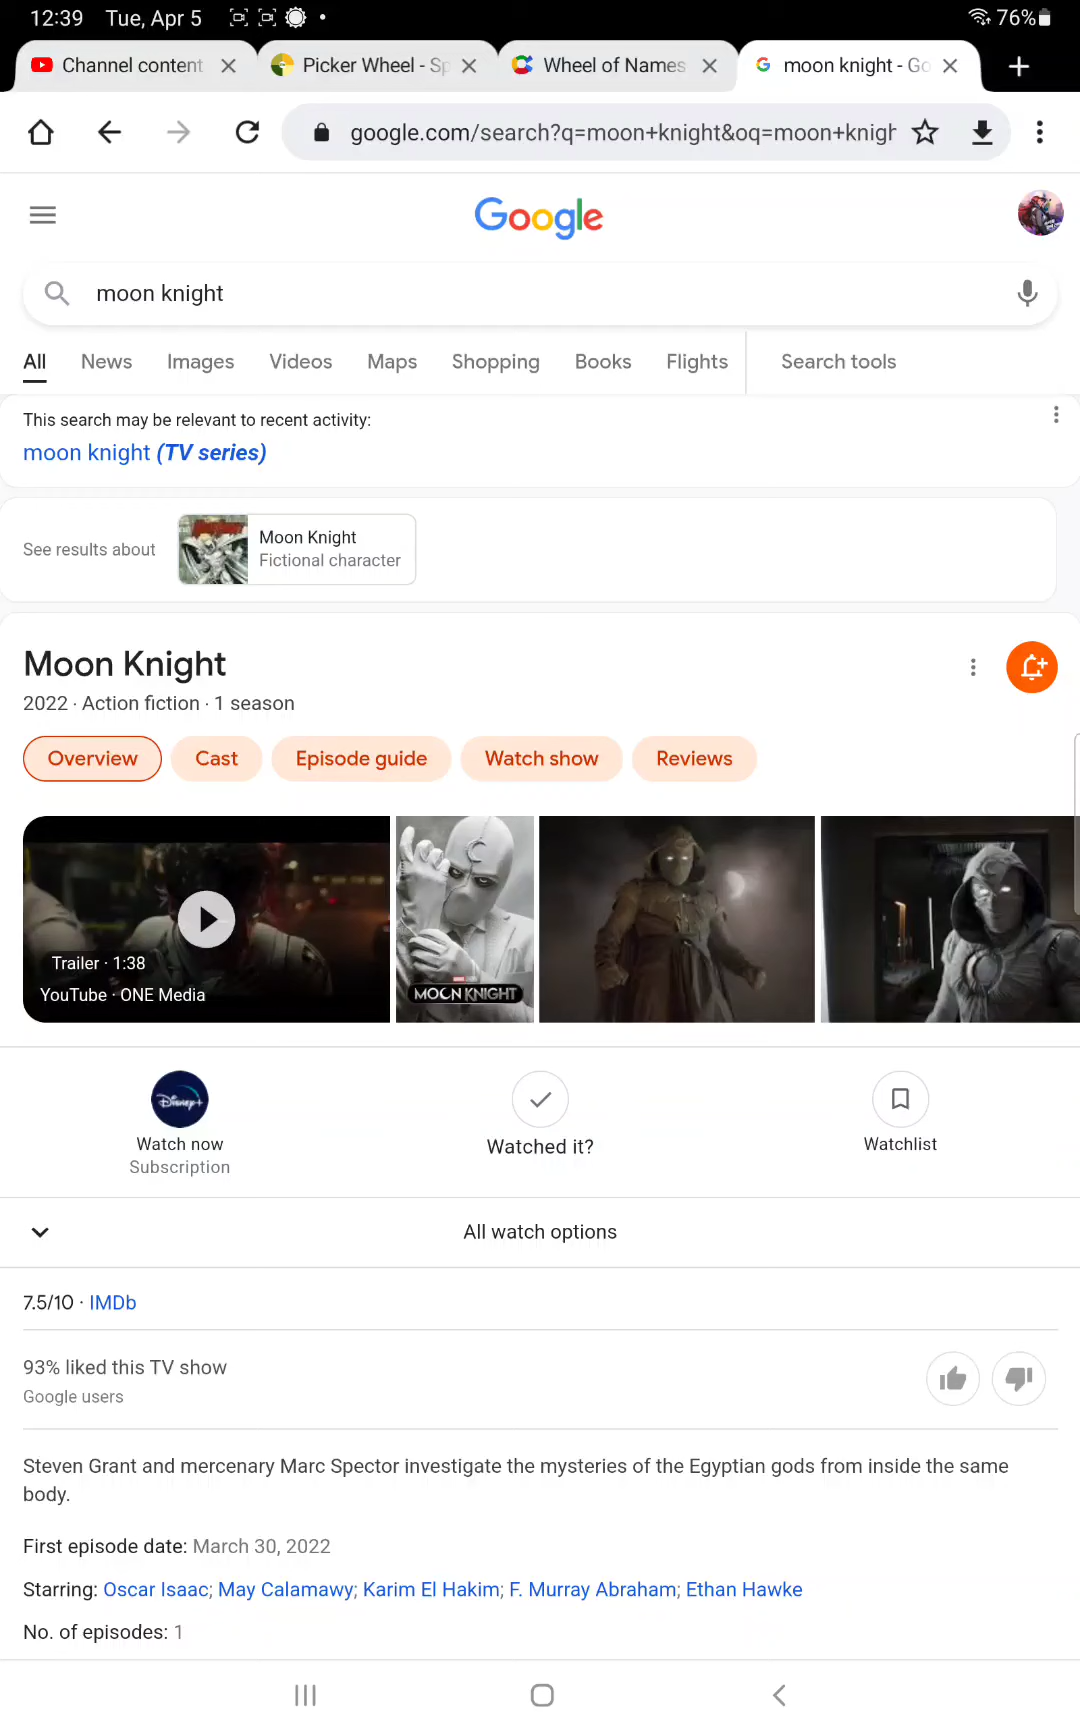 12:39 Tue, Apr 5 76%
Channel content Picker Wheel - Sp Wheel of Names moon knight - Go
google.com/search?q=moon+knight&oq=moon+knigh
Google
moon knight
All News Images Videos Maps Shopping Books Flights Search tools
This search may be relevant to recent activity:
moon knight (TV series)
See results about
Moon Knight
Fictional character
Moon Knight
2022 · Action fiction · 1 season
Overview Cast Episode guide Watch show Reviews
Trailer · 1:38
YouTube · ONE Media
MOON KNIGHT
Disney+
Watch now
Subscription
Watched it?
Watchlist
All watch options
7.5/10 · IMDb
93% liked this TV show
Google users
Steven Grant and mercenary Marc Spector investigate the mysteries of the Egyptian gods from inside the same
body.
First episode date: March 30, 2022
Starring: Oscar Isaac; May Calamawy; Karim El Hakim; F. Murray Abraham; Ethan Hawke
No. of episodes: 1